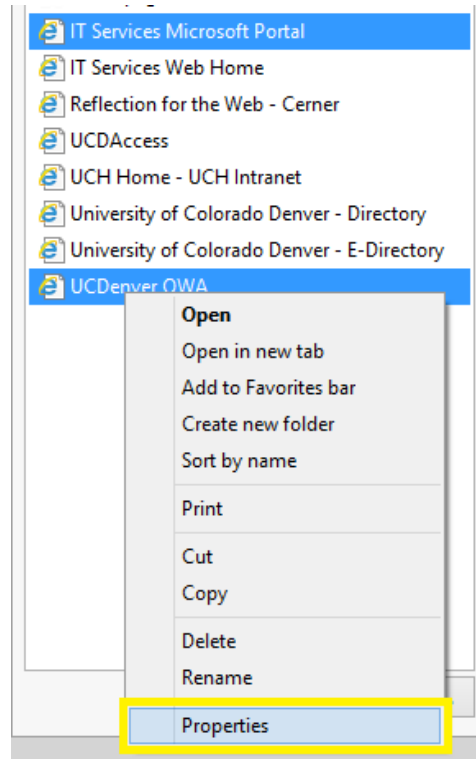 IT Services Microsoft Portal
IT Services Web Home
Reflection for the Web - Cerner
UCDAccess
UCH Home - UCH Intranet
University of Colorado Denver - Directory
University of Colorado Denver - E-Directory
UCDenver OWA
Open
Open in new tab
Add to Favorites bar
Create new folder
Sort by name
Print
Cut
Copy
Delete
Rename
Properties